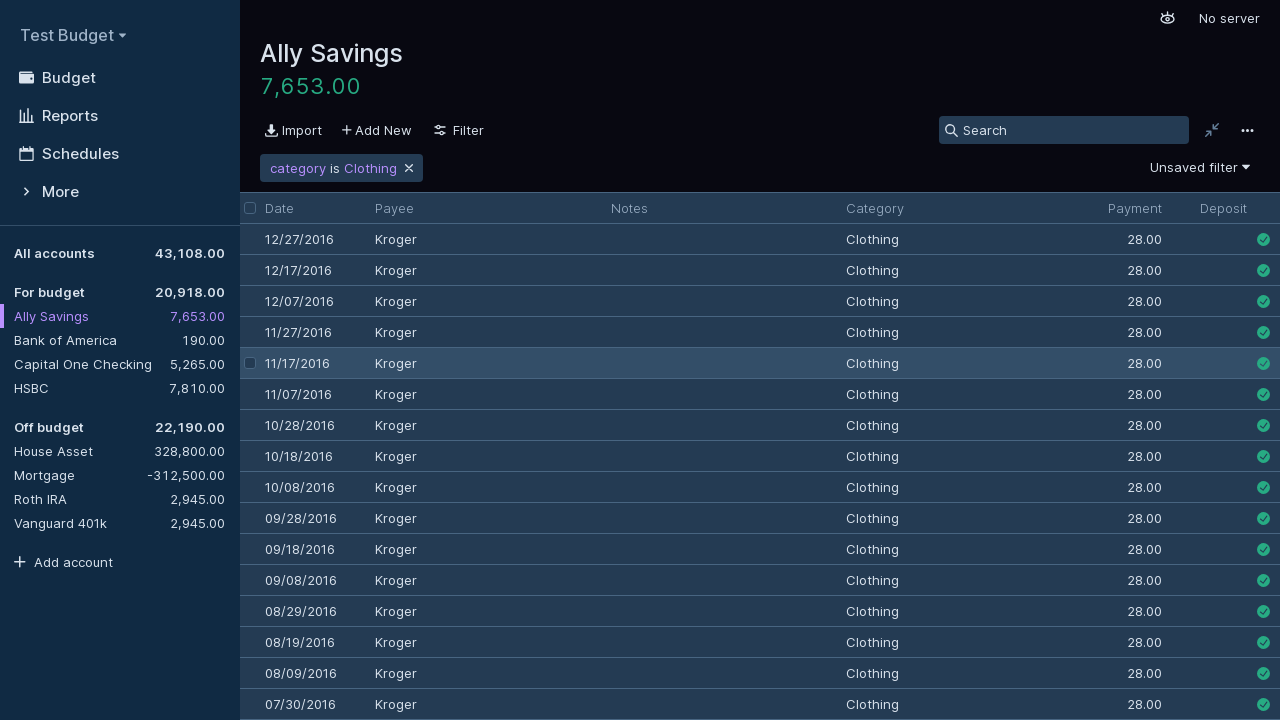 Test Budget
Budget
Reports
Schedules
More
All accounts 43,108.00
For budget 20,918.00
Ally Savings 7,653.00
Bank of America 190.00
Capital One Checking 5,265.00
HSBC 7,810.00
Off budget 22,190.00
House Asset 328,800.00
Mortgage -312,500.00
Roth IRA 2,945.00
Vanguard 401k 2,945.00
Add account
No server
Ally Savings
7,653.00
Import Add New Filter Search
category is Clothing Unsaved filter
Date Payee Notes Category Payment Deposit
12/27/2016 Kroger Clothing 28.00
12/17/2016 Kroger Clothing 28.00
12/07/2016 Kroger Clothing 28.00
11/27/2016 Kroger Clothing 28.00
11/17/2016 Kroger Clothing 28.00
11/07/2016 Kroger Clothing 28.00
10/28/2016 Kroger Clothing 28.00
10/18/2016 Kroger Clothing 28.00
10/08/2016 Kroger Clothing 28.00
09/28/2016 Kroger Clothing 28.00
09/18/2016 Kroger Clothing 28.00
09/08/2016 Kroger Clothing 28.00
08/29/2016 Kroger Clothing 28.00
08/19/2016 Kroger Clothing 28.00
08/09/2016 Kroger Clothing 28.00
07/30/2016 Kroger Clothing 28.00